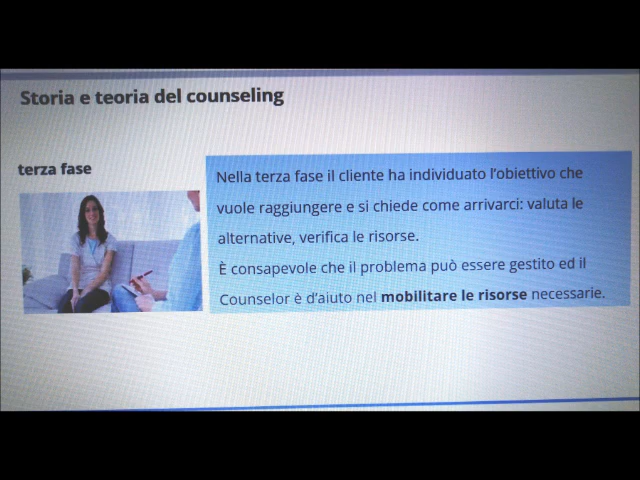 Storia e teoria del counseling
terza fase
Nella terza fase il cliente ha individuato l'obiettivo che
vuole raggiungere e si chiede come arrivarci: valuta le
alternative, verifica le risorse.
È consapevole che il problema può essere gestito ed il
Counselor è d'aiuto nel mobilitare le risorse necessarie.